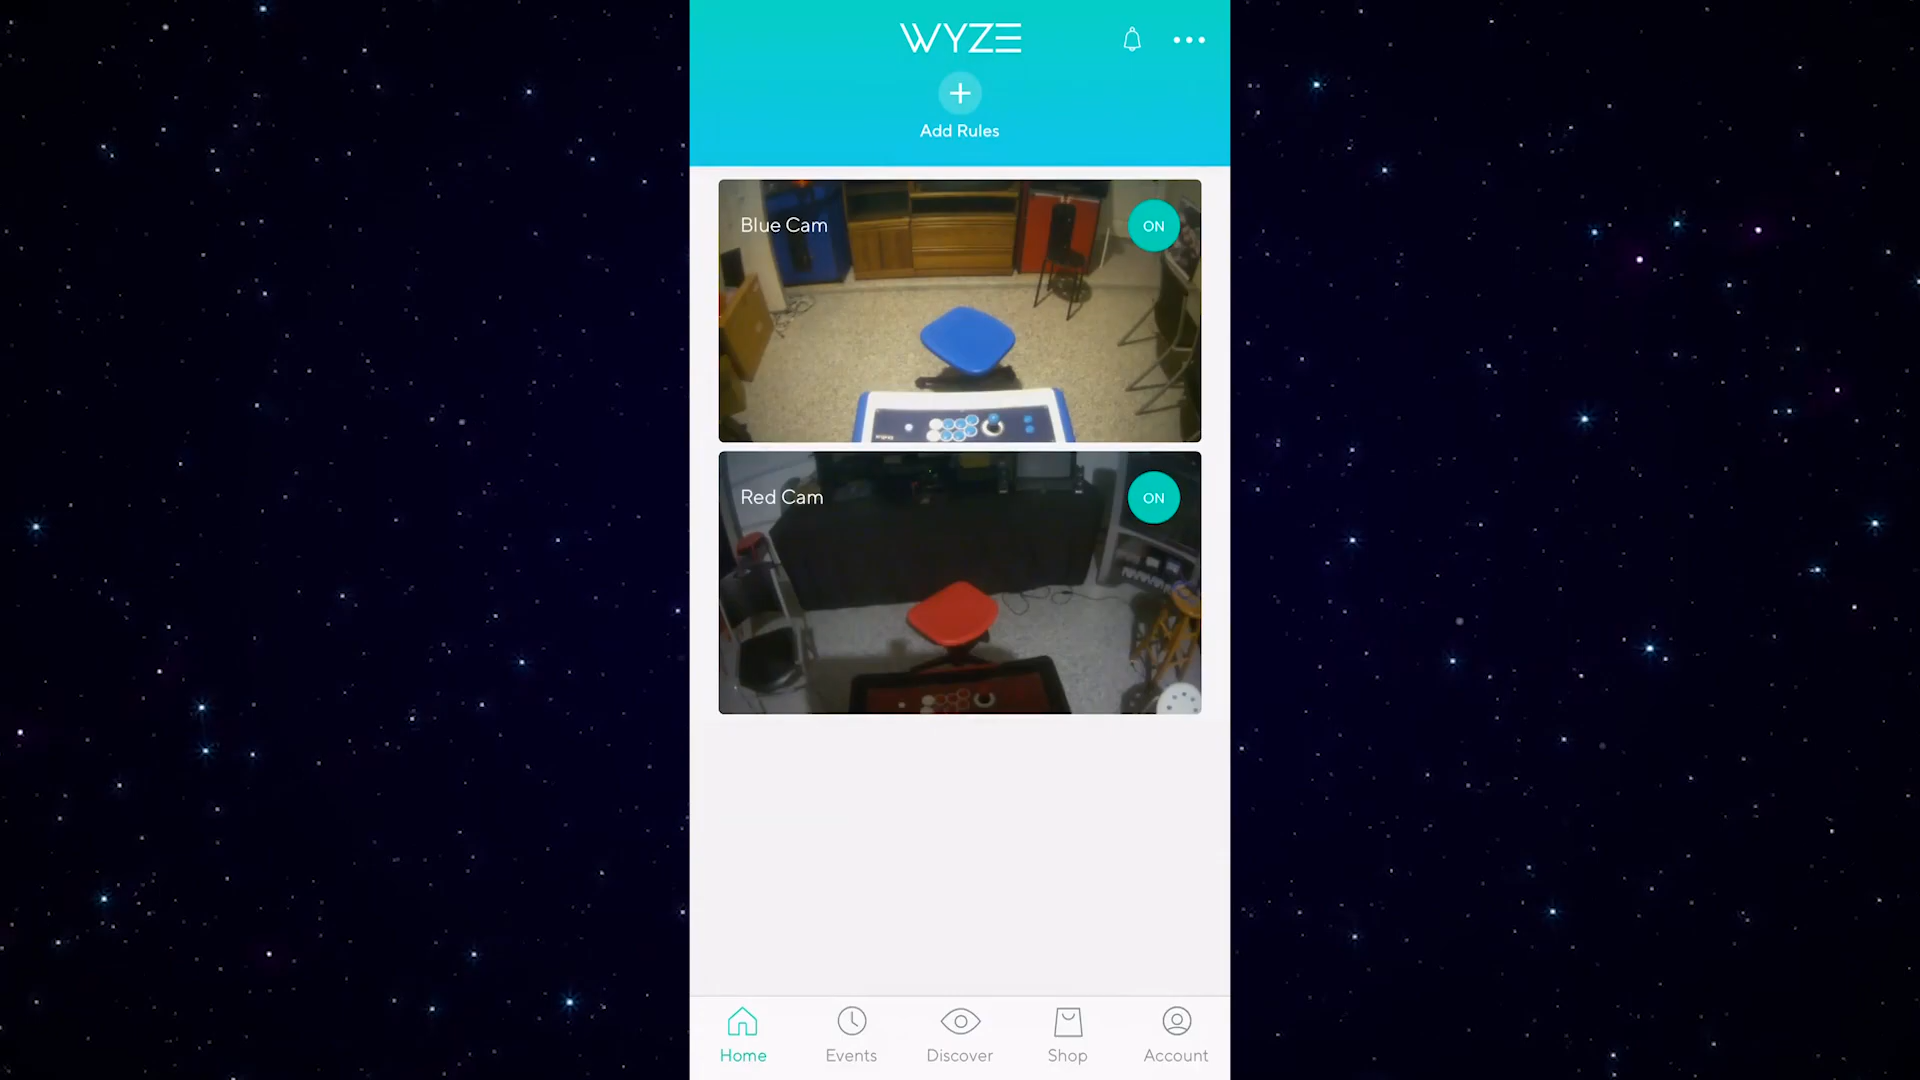 WYZE
Add Rules
Blue Cam
ON
Red Cam
ON
Home
Events
Discover
Shop
Account